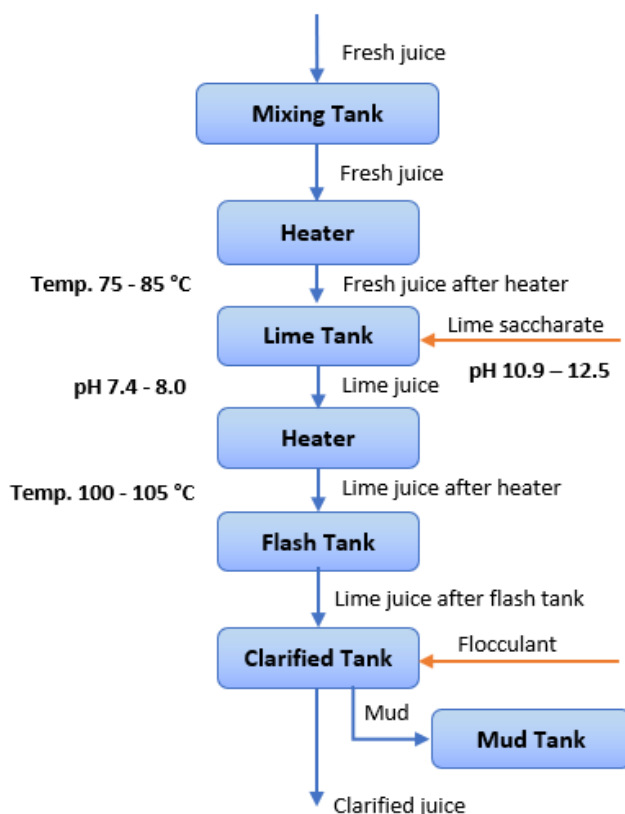 Fresh juice
Mixing Tank
Fresh juice
Heater
Temp. 75 - 85 °C
Fresh juice after heater
Lime saccharate
Lime Tank
pH 10.9 – 12.5
pH 7.4 - 8.0
Lime juice
Heater
Temp. 100 - 105 °C
Lime juice after heater
Flash Tank
Lime juice after flash tank
Flocculant
Clarified Tank
Mud
Mud Tank
Clarified juice